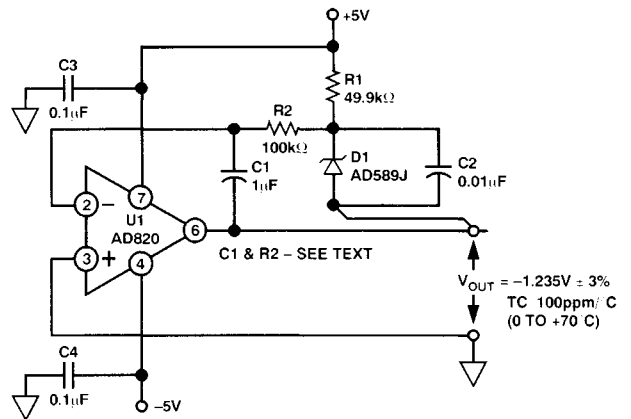 +5V
C3
0.1µF
R1
49.9kΩ
R2
100kΩ
C1
1µF
D1
AD589J
C2
0.01µF
2
−
7
U1
AD820
6
3
+
4
C1 & R2 – SEE TEXT
VOUT = –1.235V ± 3%
TC 100ppm/°C
(0 TO +70°C)
C4
0.1µF
–5V